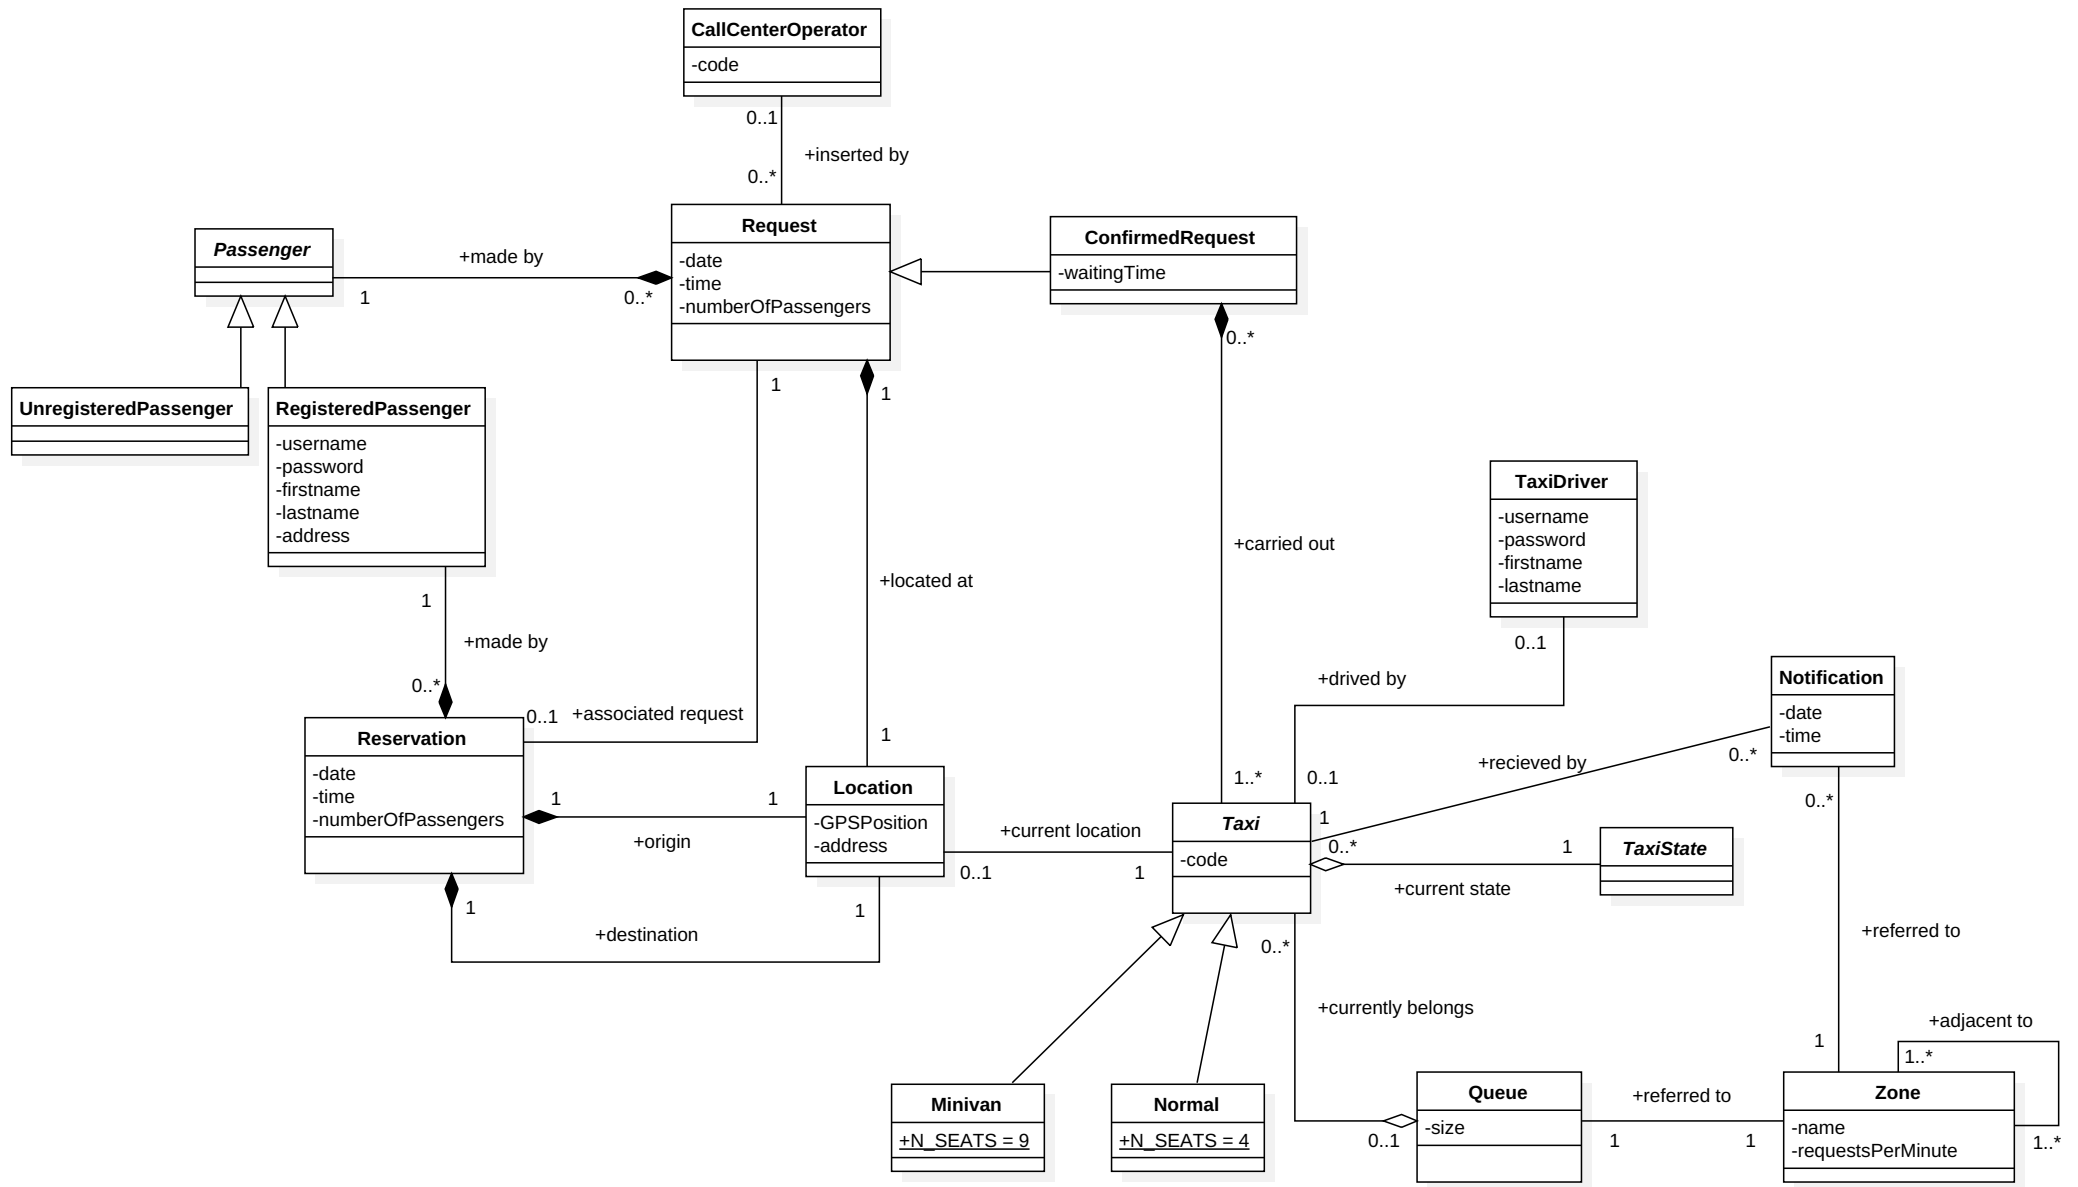 CallCenterOperator
-code
0..1
+inserted by
0..*
Request
-date
-time
-numberOfPassengers
ConfirmedRequest
-waitingTime
Passenger
+made by
1
0..*
0..*
1
1
UnregisteredPassenger
RegisteredPassenger
-username
-password
-firstname
-lastname
-address
TaxiDriver
-username
-password
-firstname
-lastname
+carried out
+located at
1
+made by
0..*
0..1
+associated request
0..1
+drived by
Notification
-date
-time
Reservation
-date
-time
-numberOfPassengers
1
1
1
+origin
Location
-GPSPosition
-address
+current location
0..1
1
1..*
0..1
+recieved by
0..*
0..*
Taxi
-code
1
0..*
1
+current state
TaxiState
1
+destination
1
0..*
+referred to
+currently belongs
+adjacent to
1
1..*
Minivan
+N_SEATS = 9
Normal
+N_SEATS = 4
0..1
Queue
-size
+referred to
1
1
Zone
-name
-requestsPerMinute
1..*